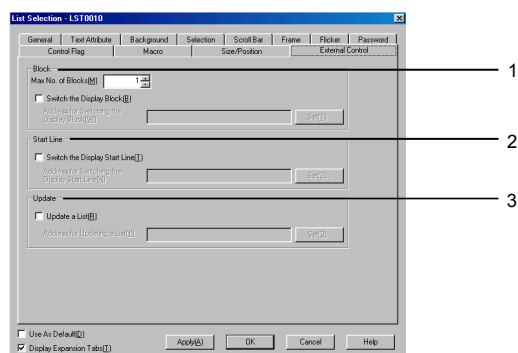 List Selection - LST0010
General Text Attribute Background Selection Scroll Bar Frame Flicker Password
Control Flag Macro Size/Position External Control
Block 1
Max No. of Blocks[M] 1
Switch the Display Block[B]
Address for Switching the
Display Block[W] Set[1]...
Start Line 2
Switch the Display Start Line[T]
Address for Switching the
Display Start Line[X] Set[2]...
Update 3
Update a List[R]
Address for Updating a List[Y] Set[3]...
Use As Default[D]
Display Expansion Tabs[T] Apply[A] OK Cancel Help